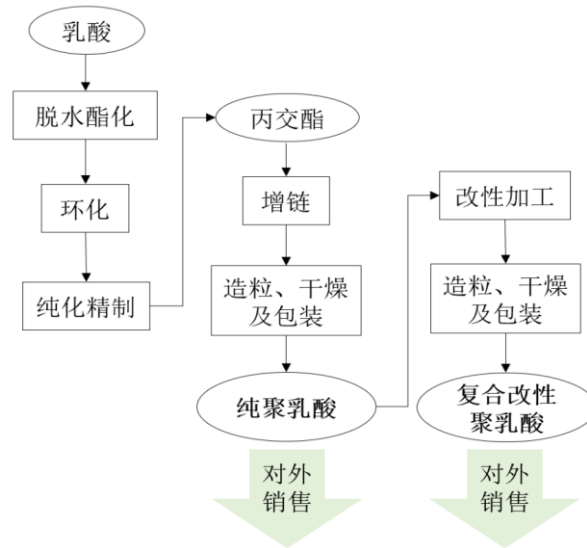 乳酸
脱水酯化
环化
纯化精制
丙交酯
增链
造粒、干燥
及包装
纯聚乳酸
对外
销售
改性加工
造粒、干燥
及包装
复合改性
聚乳酸
对外
销售